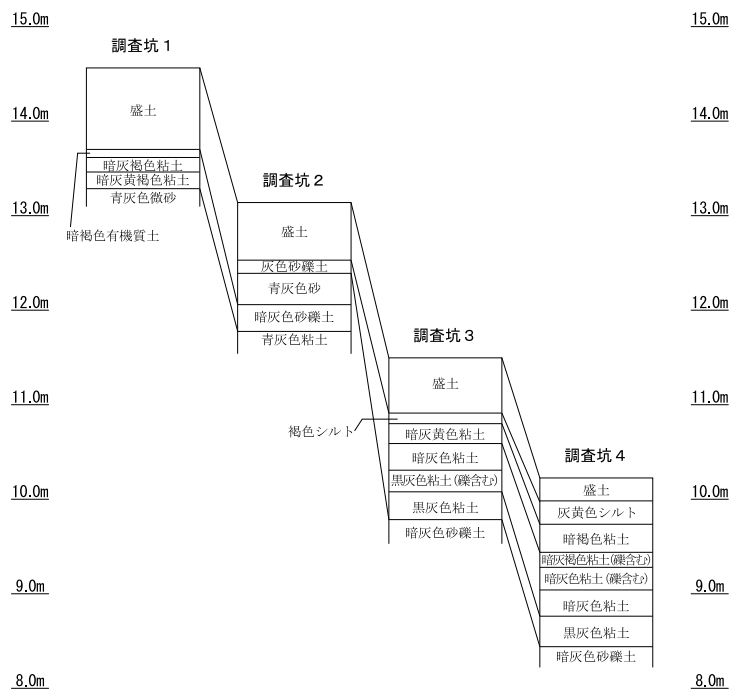 15.0m
14.0m
13.0m
12.0m
11.0m
10.0m
9.0m
8.0m
調査坑１
盛土
暗灰褐色粘土
暗灰黄褐色粘土
青灰色微砂
暗褐色有機質土
調査坑２
盛土
灰色砂礫土
青灰色砂
暗灰色砂礫土
青灰色粘土
調査坑３
盛土
褐色シルト
暗灰黄色粘土
暗灰色粘土
黒灰色粘土(礫含む)
黒灰色粘土
暗灰色砂礫土
調査坑４
盛土
灰黄色シルト
暗褐色粘土
暗灰褐色粘土(礫含む)
暗灰色粘土(礫含む)
暗灰色粘土
黒灰色粘土
暗灰色砂礫土
15.0m
14.0m
13.0m
12.0m
11.0m
10.0m
9.0m
8.0m